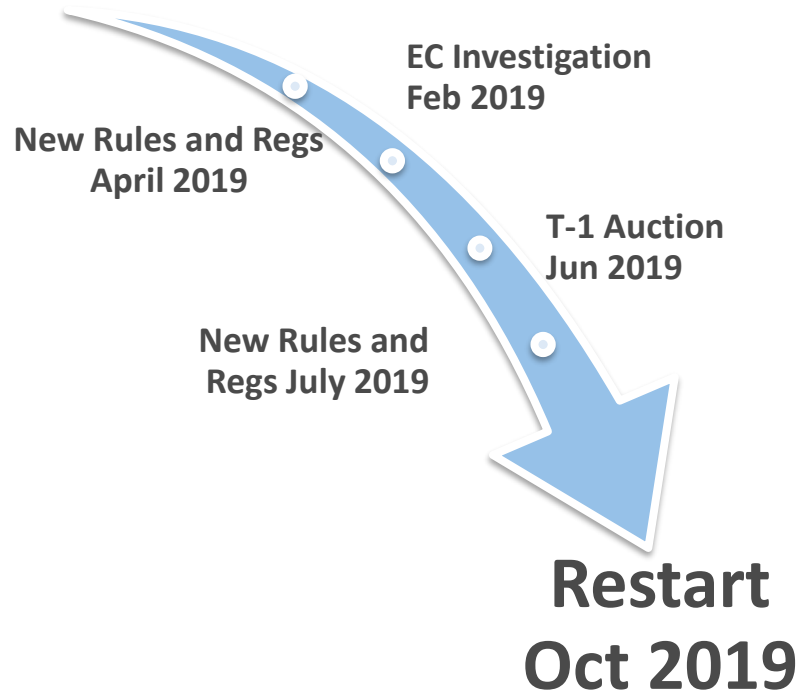 EC Investigation
Feb 2019
New Rules and Regs
April 2019
T-1 Auction
Jun 2019
New Rules and
Regs July 2019
Restart
Oct 2019